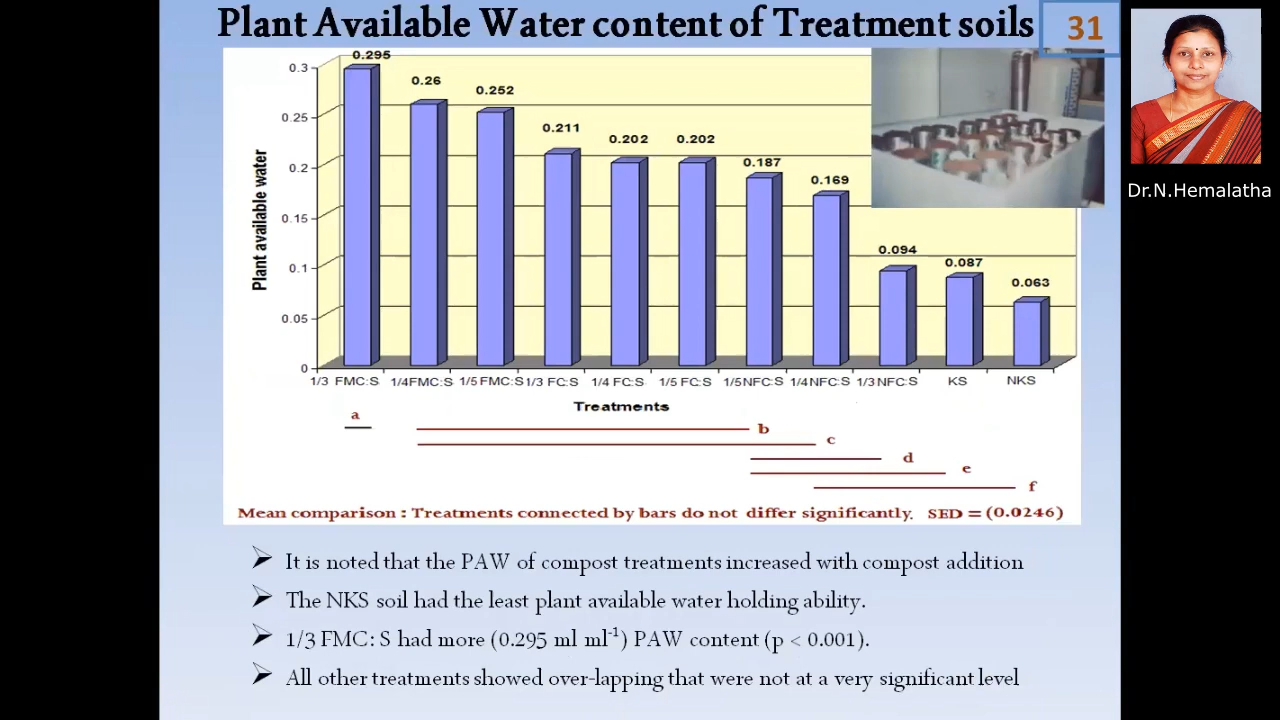 Plant Available Water content of Treatment soils
31
Dr.N.Hemalatha
Plant available water
0.3
0.25
0.2
0.15
0.1
0.05
0
0.295
0.26
0.252
0.211
0.202
0.202
0.187
0.169
0.094
0.087
0.063
1/3 FMC:S 1/4FMC:S 1/5 FMC:S 1/3 FC:S 1/4 FC:S 1/5 FC:S 1/5NFC:S 1/4NFC:S 1/3NFC:S KS NKS
Treatments
a
b
c
d
e
f
Mean comparison : Treatments connected by bars do not differ significantly. SED = (0.0246)
➢ It is noted that the PAW of compost treatments increased with compost addition
➢ The NKS soil had the least plant available water holding ability.
➢ 1/3 FMC: S had more (0.295 ml ml⁻¹) PAW content (p < 0.001).
➢ All other treatments showed over-lapping that were not at a very significant level